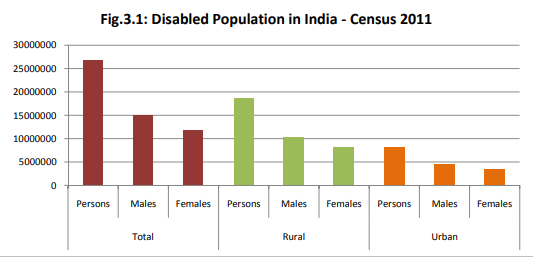 Fig.3.1: Disabled Population in India - Census 2011
30000000
25000000
20000000
15000000
10000000
5000000
0
Persons Males Females Persons Males Females Persons Males Females
Total Rural Urban